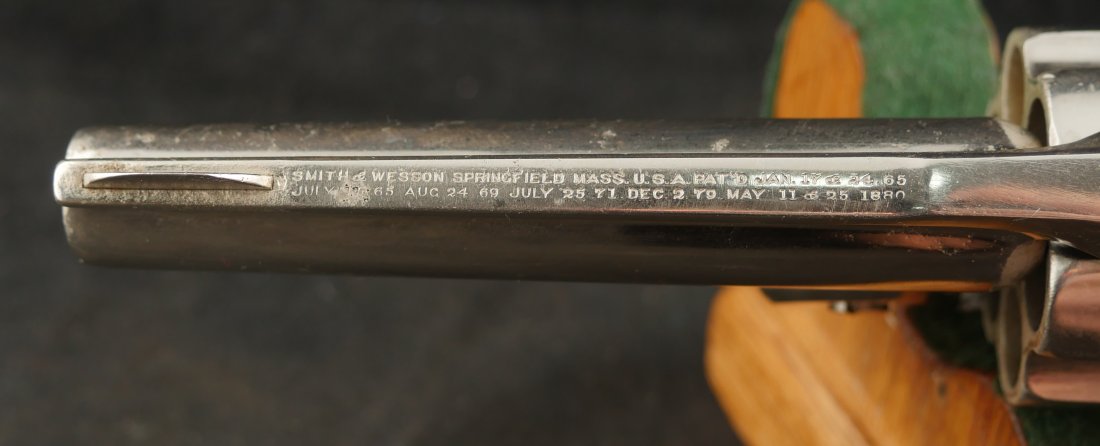 SMITH & WESSON SPRINGFIELD MASS. U.S.A. PAT'D JAN. 17 & 24, 65
JULY 65 AUG 24 69 JULY 25 71 DEC. 2 79 MAY 11 & 25 1880